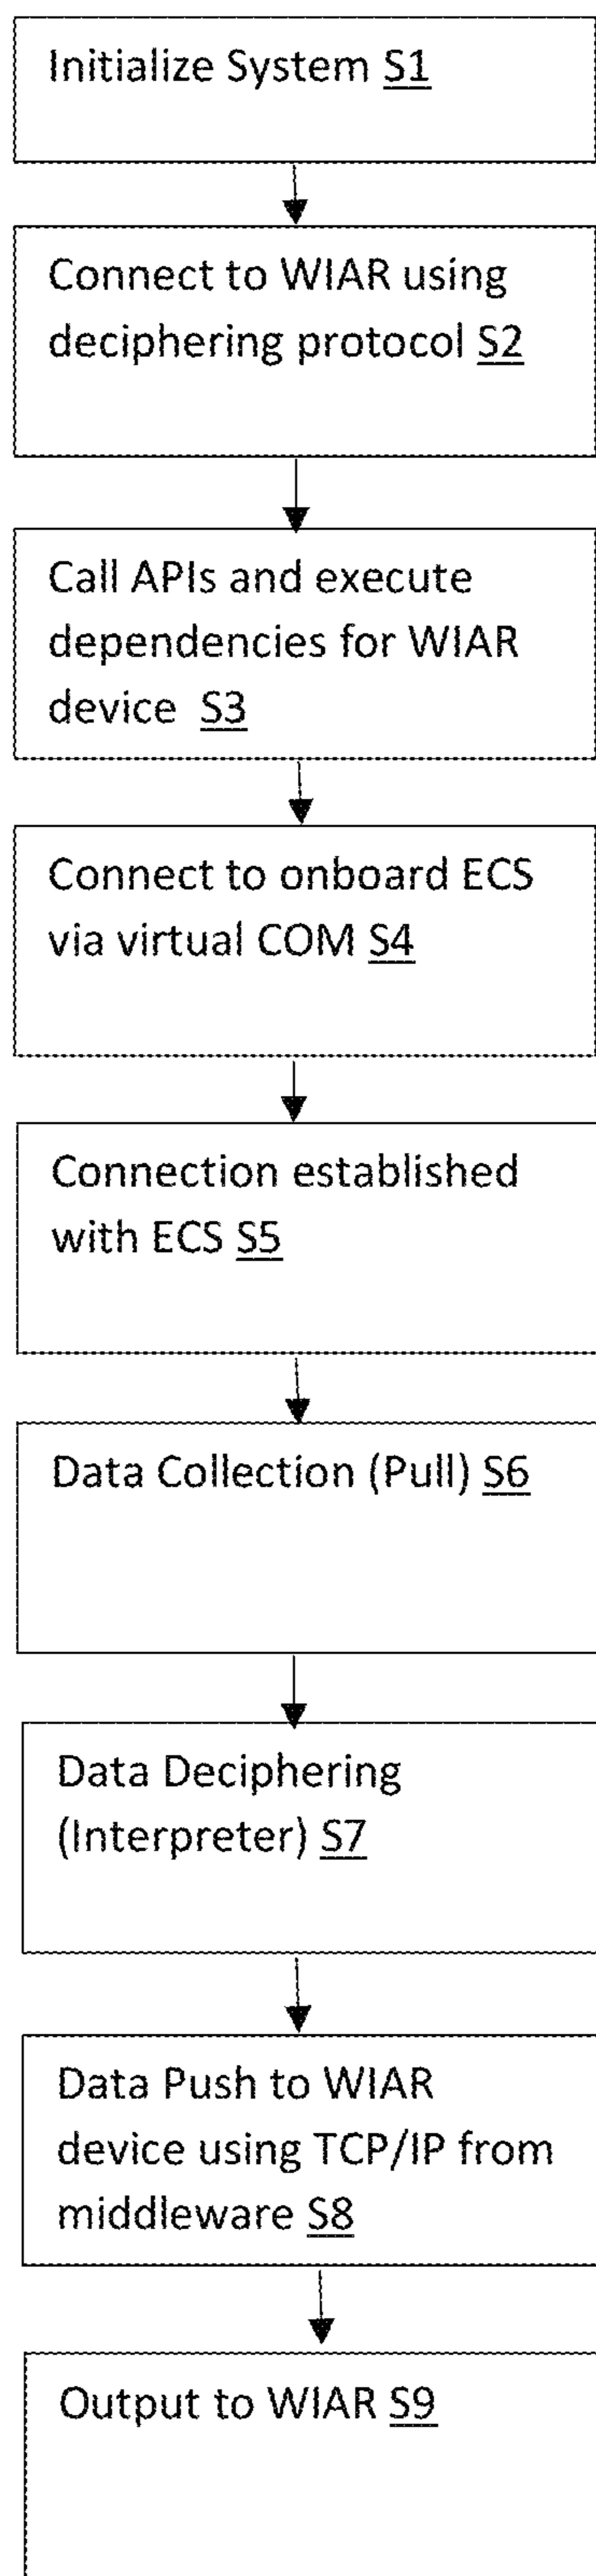 Initialize System S1
Connect to WIAR using
deciphering protocol S2
Call APIs and execute
dependencies for WIAR
device S3
Connect to onboard ECS
via virtual COM S4
Connection established
with ECS S5
Data Collection (Pull) S6
Data Deciphering
(Interpreter) S7
Data Push to WIAR
device using TCP/IP from
middleware S8
Output to WIAR S9